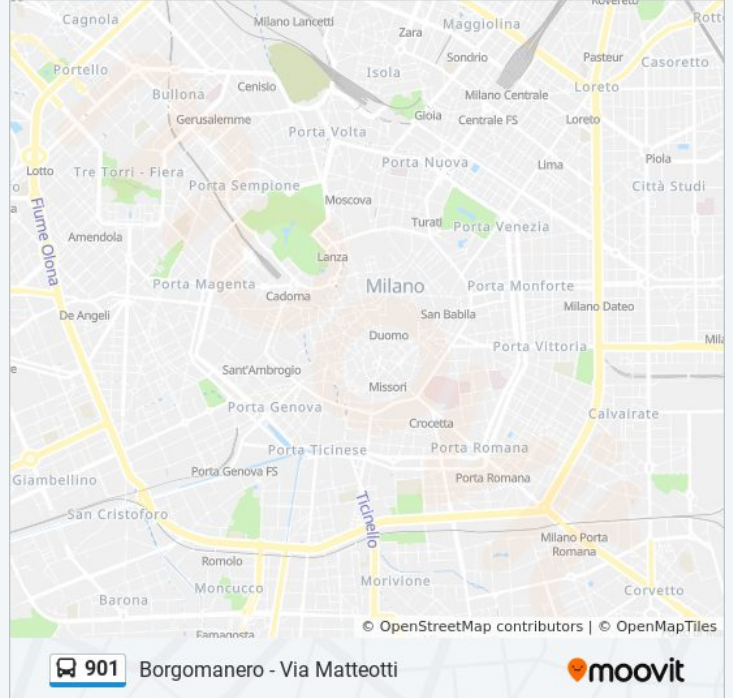 Rovereto
Cagnola
Milano Lancetti
Maggiolina
Rott
Zara
Sondrio
Pasteur
Casoretto
Portello
Isola
Cenisio
Bullona
Milano Centrale
Loreto
Gerusalemme
Gioia
Centrale FS
Loreto
Porta Volta
Lotto
Tre Torri - Fiera
Porta Nuova
Lima
Piola
o
Porta Sempione
Città Studi
Moscova
a
Turati
Porta Venezia
Fiume Olona
Amendola
Lanza
Porta Magenta
Milano
Porta Monforte
Cadorna
De Angeli
San Babila
Milano Dateo
Duomo
Porta Vittoria
Mila
e
Sant'Ambrogio
Missori
Porta Genova
Calvairate
Crocetta
Porta Ticinese
Porta Romana
Giambellino
Porta Genova FS
Porta Romana
San Cristoforo
Ticinello
Milano Porta
Romana
Romolo
Morivione
Moncucco
Corvetto
Barona
Famagosta
© OpenStreetMap contributors | © OpenMapTiles
901 Borgomanero - Via Matteotti
moovit